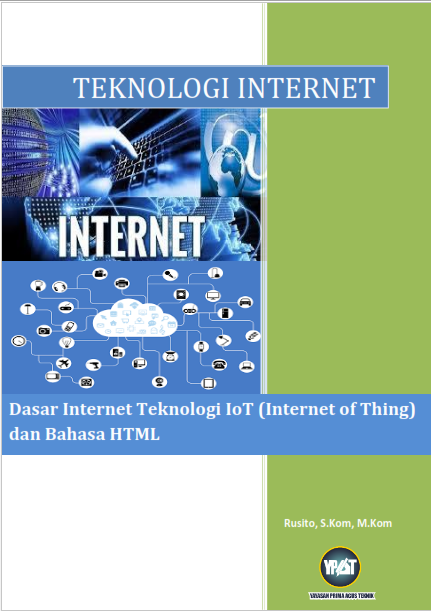 TEKNOLOGI INTERNET
INTERNET
Dasar Internet Teknologi IoT (Internet of Thing)
dan Bahasa HTML
Rusito, S.Kom, M.Kom
YPAT
YAYASAN PRIMA AGUS TEKNIK